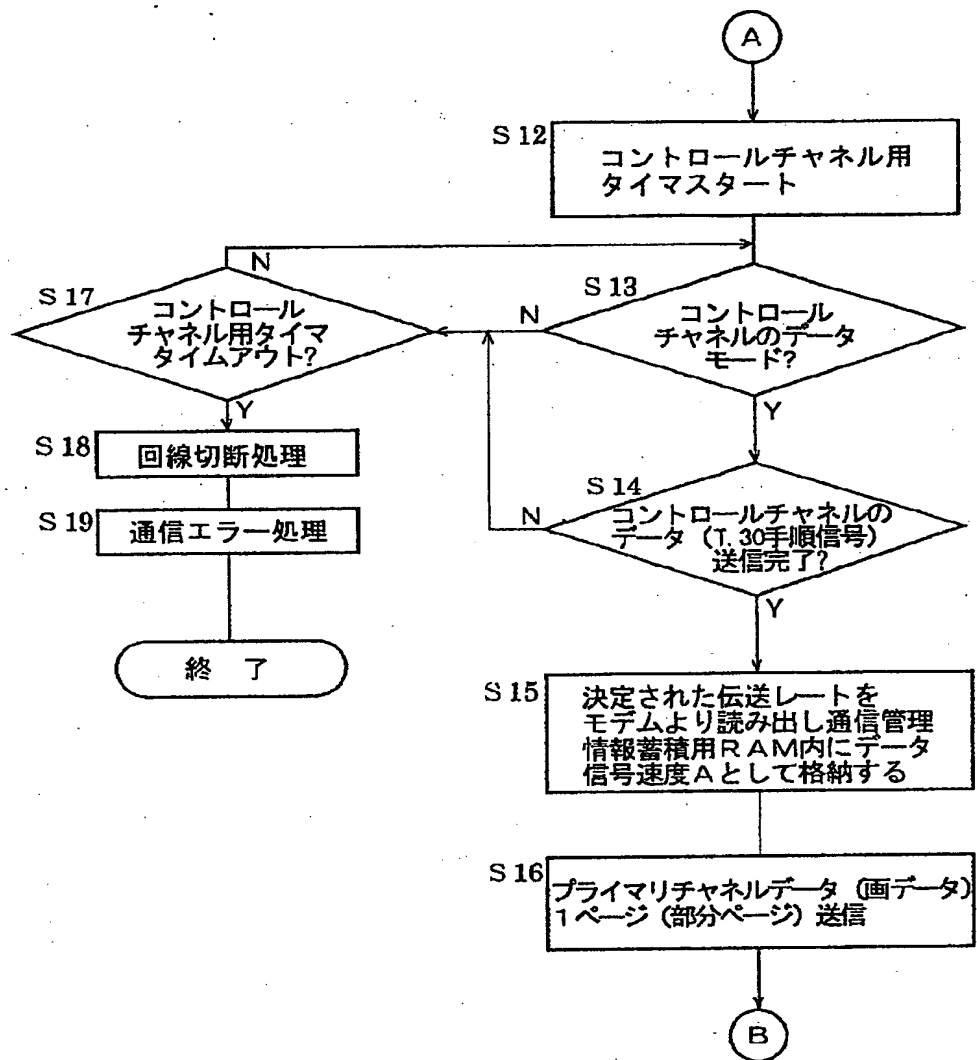 A
S12
コントロールチャネル用
タイマスタート
N
S17
コントロール
チャネル用タイマ
タイムアウト?
Y
S13
コントロール
チャネルのデータ
モード?
N
Y
S18
回線切断処理
S19
通信エラー処理
終 了
S14
コントロールチャネルの
データ(T.30手順信号)
送信完了?
N
Y
S15
決定された伝送レートを
モデムより読み出し通信管理
情報蓄積用RAM内にデータ
信号速度Aとして格納する
S16
プライマリチャネルデータ(画データ)
1ページ(部分ページ)送信
B